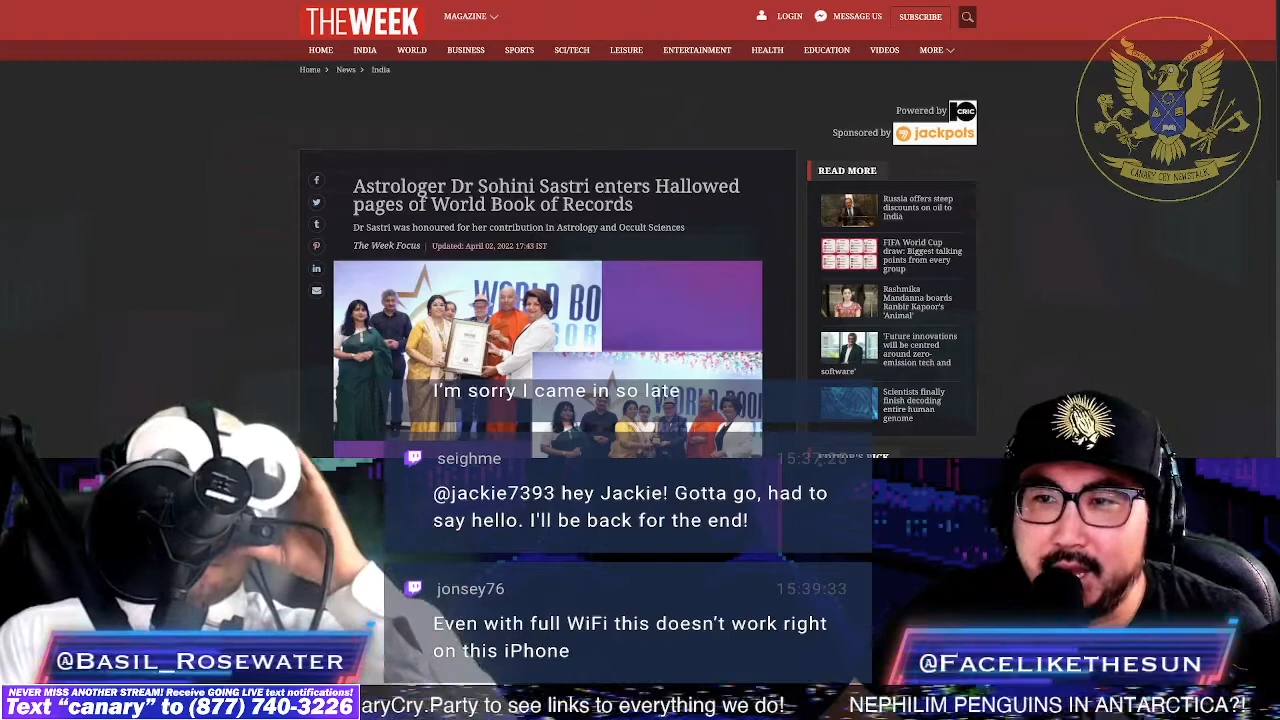 THEWEEK
MAGAZINE
LOGIN
MESSAGE US
SUBSCRIBE
HOME
INDIA
WORLD
BUSINESS
SPORTS
SCI/TECH
LEISURE
ENTERTAINMENT
HEALTH
EDUCATION
VIDEOS
MORE
Home > News > India
Powered by 10 CRIC
Sponsored by jackpots
CANARY CRY NEWSTALK
Astrologer Dr Sohini Sastri enters Hallowed
pages of World Book of Records
Dr Sastri was honoured for her contribution in Astrology and Occult Sciences
The Week Focus | Updated: April 02, 2022 17:43 IST
READ MORE
Russia offers steep
discounts on oil to
India
FIFA World Cup
draw: Biggest talking
points from every
group
Rashmika
Mandanna boards
Ranbir Kapoor's
'Animal'
'Future innovations
will be centred
around zero-
emission tech and
software'
Scientists finally
finish decoding
entire human
genome
WORLD BO
I'm sorry I came in so late
seighme
@jackie7393 hey Jackie! Gotta go, had to
say hello. I'll be back for the end!
jonsey76 15:39:33
Even with full WiFi this doesn't work right
on this iPhone
@BASIL_ROSEWATER
@FACELIKETHESUN
NEVER MISS ANOTHER STREAM! Receive GOING LIVE text notifications!
Text "canary" to (877) 740-3226
aryCry.Party to see links to everything we do!
NEPHILIM PENGUINS IN ANTARCTICA?!